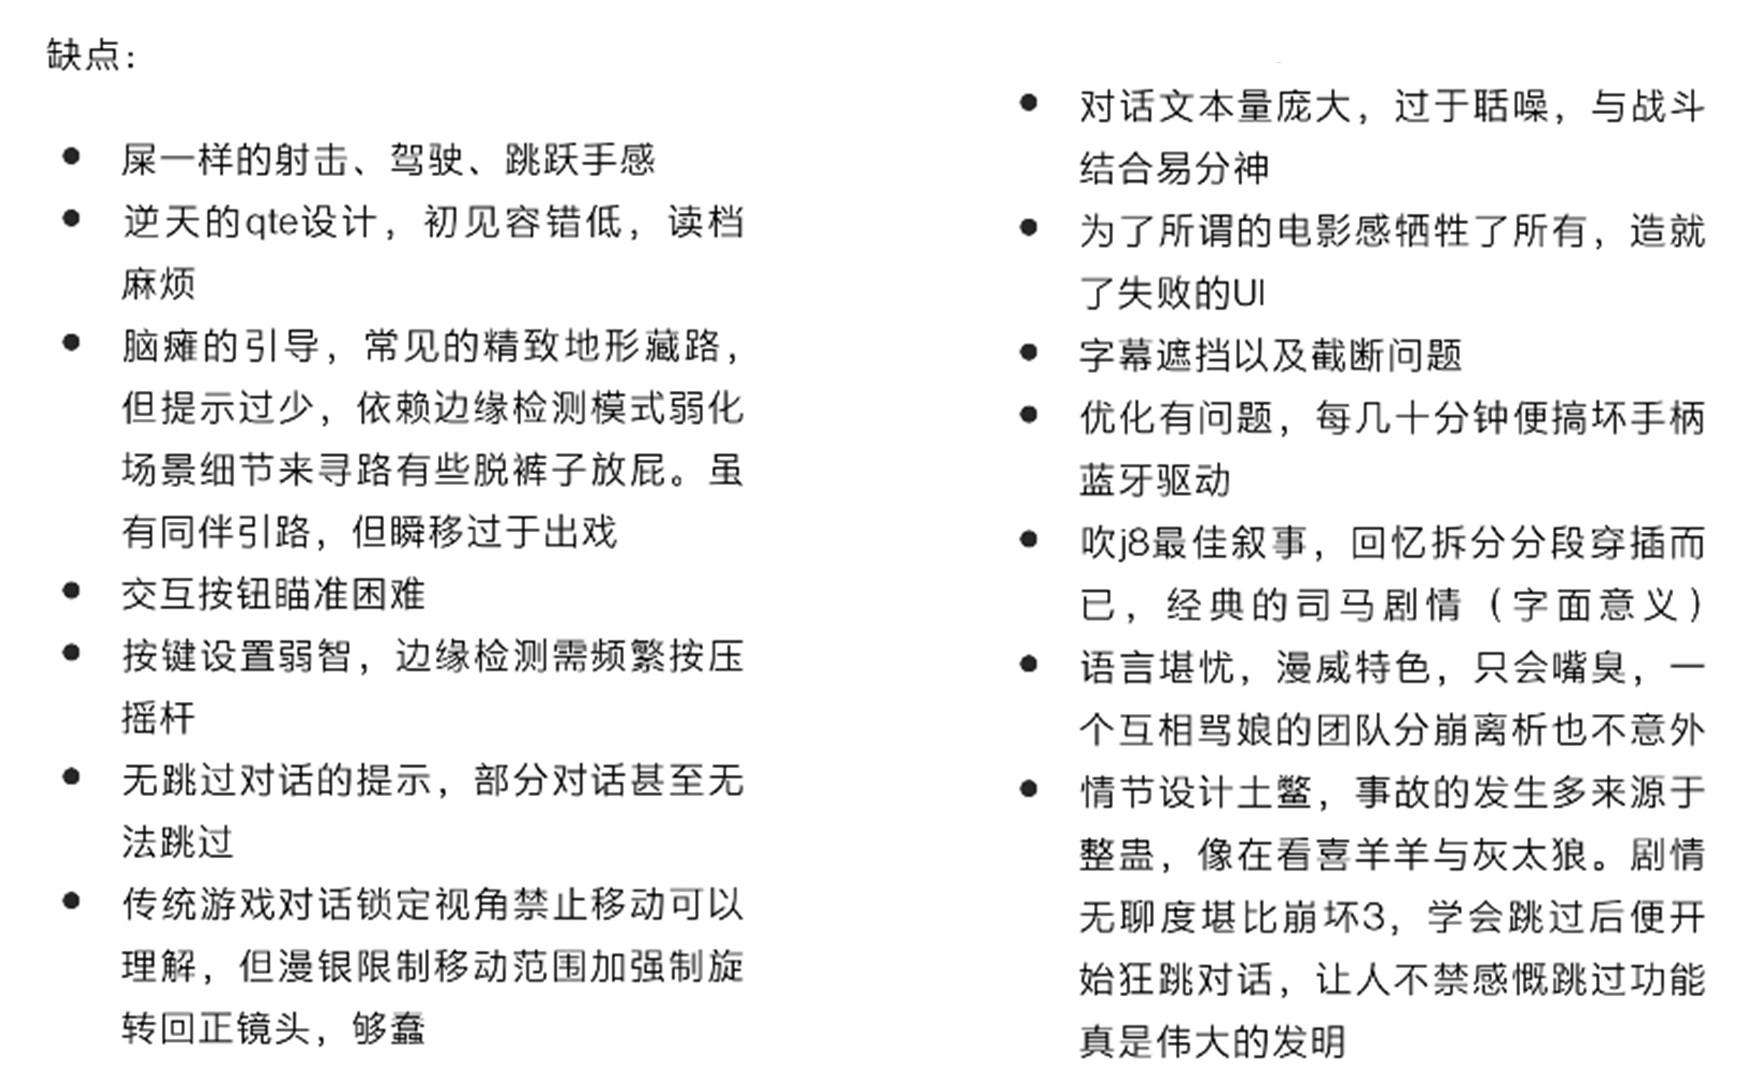 缺点：
屎一样的射击、驾驶、跳跃手感
逆天的qte设计，初见容错低，读档
麻烦
脑瘫的引导，常见的精致地形藏路，
但提示过少，依赖边缘检测模式弱化
场景细节来寻路有些脱裤子放屁。虽
有同伴引路，但瞬移过于出戏
交互按钮瞄准困难
按键设置弱智，边缘检测需频繁按压
摇杆
无跳过对话的提示，部分对话甚至无
法跳过
传统游戏对话锁定视角禁止移动可以
理解，但漫银限制移动范围加强制旋
转回正镜头，够蠢
对话文本量庞大，过于聒噪，与战斗
结合易分神
为了所谓的电影感牺牲了所有，造就
了失败的UI
字幕遮挡以及截断问题
优化有问题，每几十分钟便搞坏手柄
蓝牙驱动
吹j8最佳叙事，回忆拆分分段穿插而
已，经典的司马剧情（字面意义）
语言堪忧，漫威特色，只会嘴臭，一
个互相骂娘的团队分崩离析也不意外
情节设计土鳖，事故的发生多来源于
整蛊，像在看喜羊羊与灰太狼。剧情
无聊度堪比崩坏3，学会跳过后便开
始狂跳对话，让人不禁感慨跳过功能
真是伟大的发明